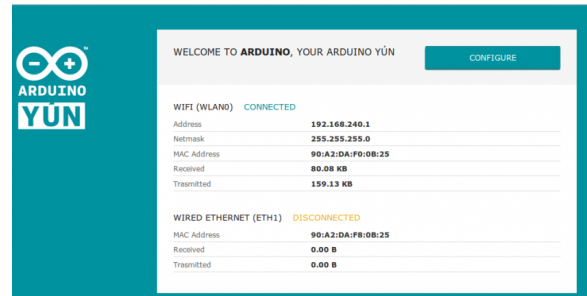 ARDUINO
YÚN
WELCOME TO ARDUINO, YOUR ARDUINO YÚN
CONFIGURE
WIFI (WLAN0) CONNECTED
Address 192.168.240.1
Netmask 255.255.255.0
MAC Address 90:A2:DA:F0:0B:25
Received 80.08 KB
Trasmitted 159.13 KB
WIRED ETHERNET (ETH1) DISCONNECTED
MAC Address 90:A2:DA:F8:0B:25
Received 0.00 B
Trasmitted 0.00 B